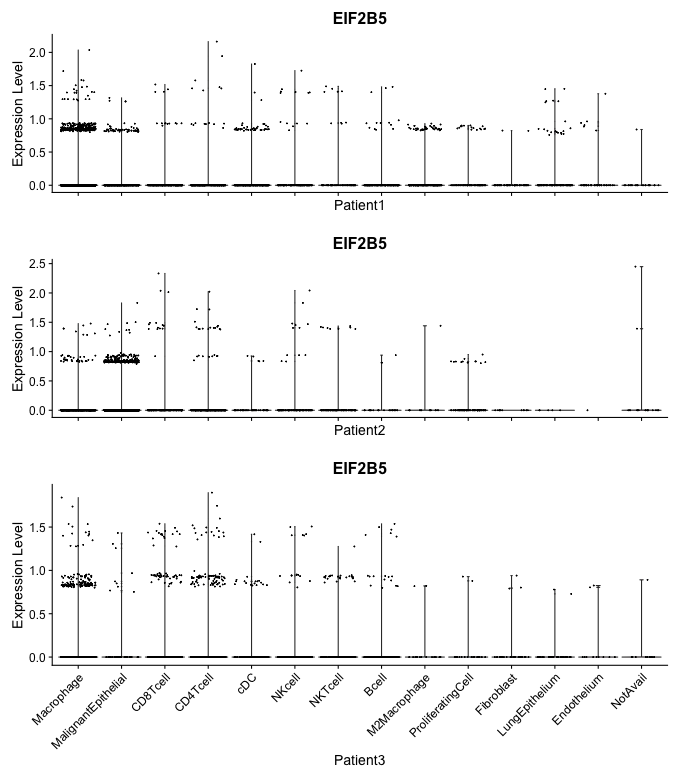 EIF2B5
Expression Level
2.0
1.5
1.0
0.5
0.0
Patient1
EIF2B5
Expression Level
2.5
2.0
1.5
1.0
0.5
0.0
Patient2
EIF2B5
Expression Level
1.5
1.0
0.5
0.0
Macrophage
MalignantEpithelial
CD8Tcell
CD4Tcell
cDC
NKcell
NKTcell
Bcell
M2Macrophage
ProliferatingCell
Fibroblast
LungEpithelium
Endothelium
NotAvail
Patient3